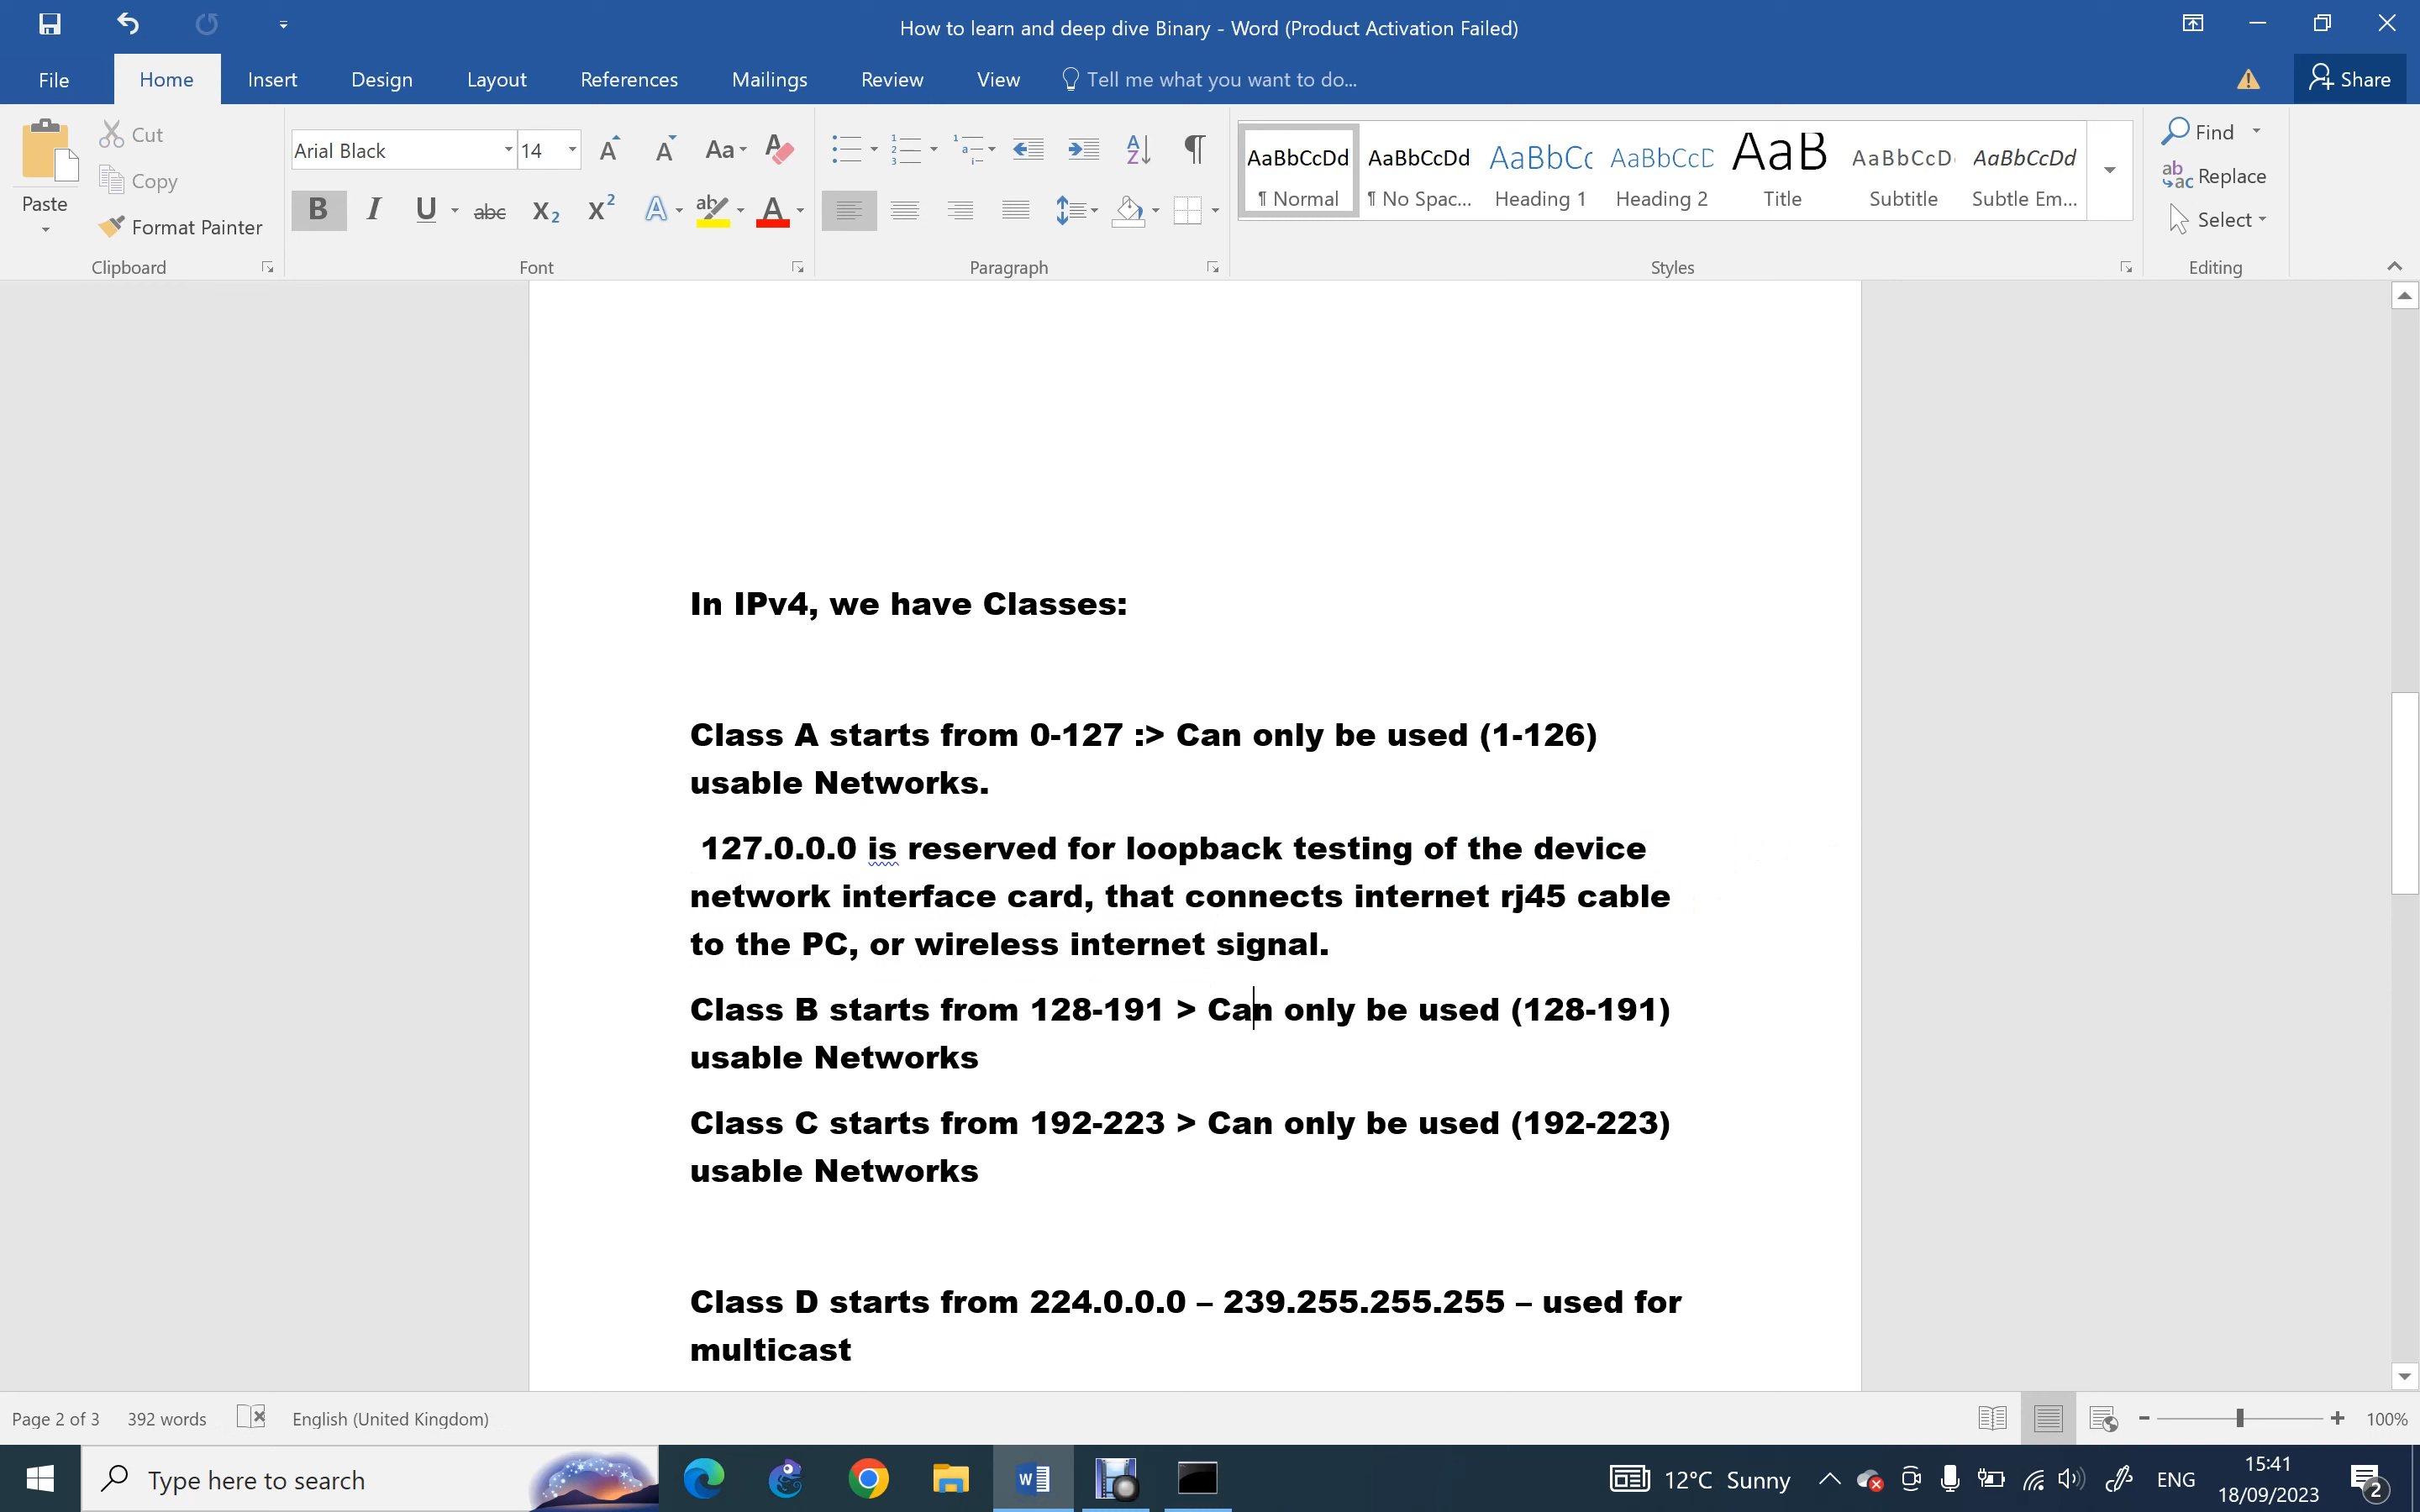 How to learn and deep dive Binary - Word (Product Activation Failed)
File Home Insert Design Layout References Mailings Review View Tell me what you want to do... Share
Paste
Cut
Copy
Format Painter
Clipboard
Arial Black 14
Font
Paragraph
AaBbCcDd AaBbCcDd AaBbCc AaBbCcD AaB AaBbCcD AaBbCcDd
¶ Normal ¶ No Spac... Heading 1 Heading 2 Title Subtitle Subtle Em...
Styles
Find
Replace
Select
Editing
In IPv4, we have Classes:
Class A starts from 0-127 :> Can only be used (1-126)
usable Networks.
127.0.0.0 is reserved for loopback testing of the device
network interface card, that connects internet rj45 cable
to the PC, or wireless internet signal.
Class B starts from 128-191 > Can only be used (128-191)
usable Networks
Class C starts from 192-223 > Can only be used (192-223)
usable Networks
Class D starts from 224.0.0.0 – 239.255.255.255 – used for
multicast
Page 2 of 3 392 words English (United Kingdom) 100%
Type here to search
12°C Sunny
ENG
15:41
18/09/2023
2